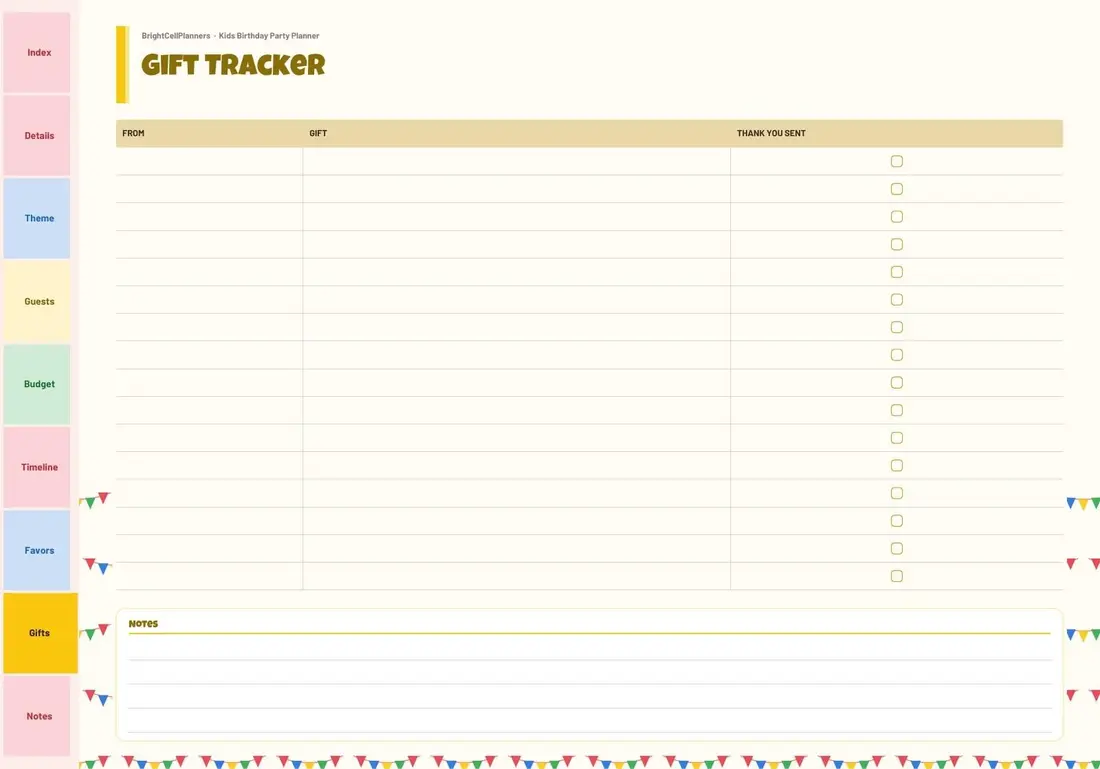 Index
Details
Theme
Guests
Budget
Timeline
Favors
Gifts
Notes
BrightCellPlanners · Kids Birthday Party Planner
GIFT TRACKER
FROM GIFT THANK YOU SENT
NOTES